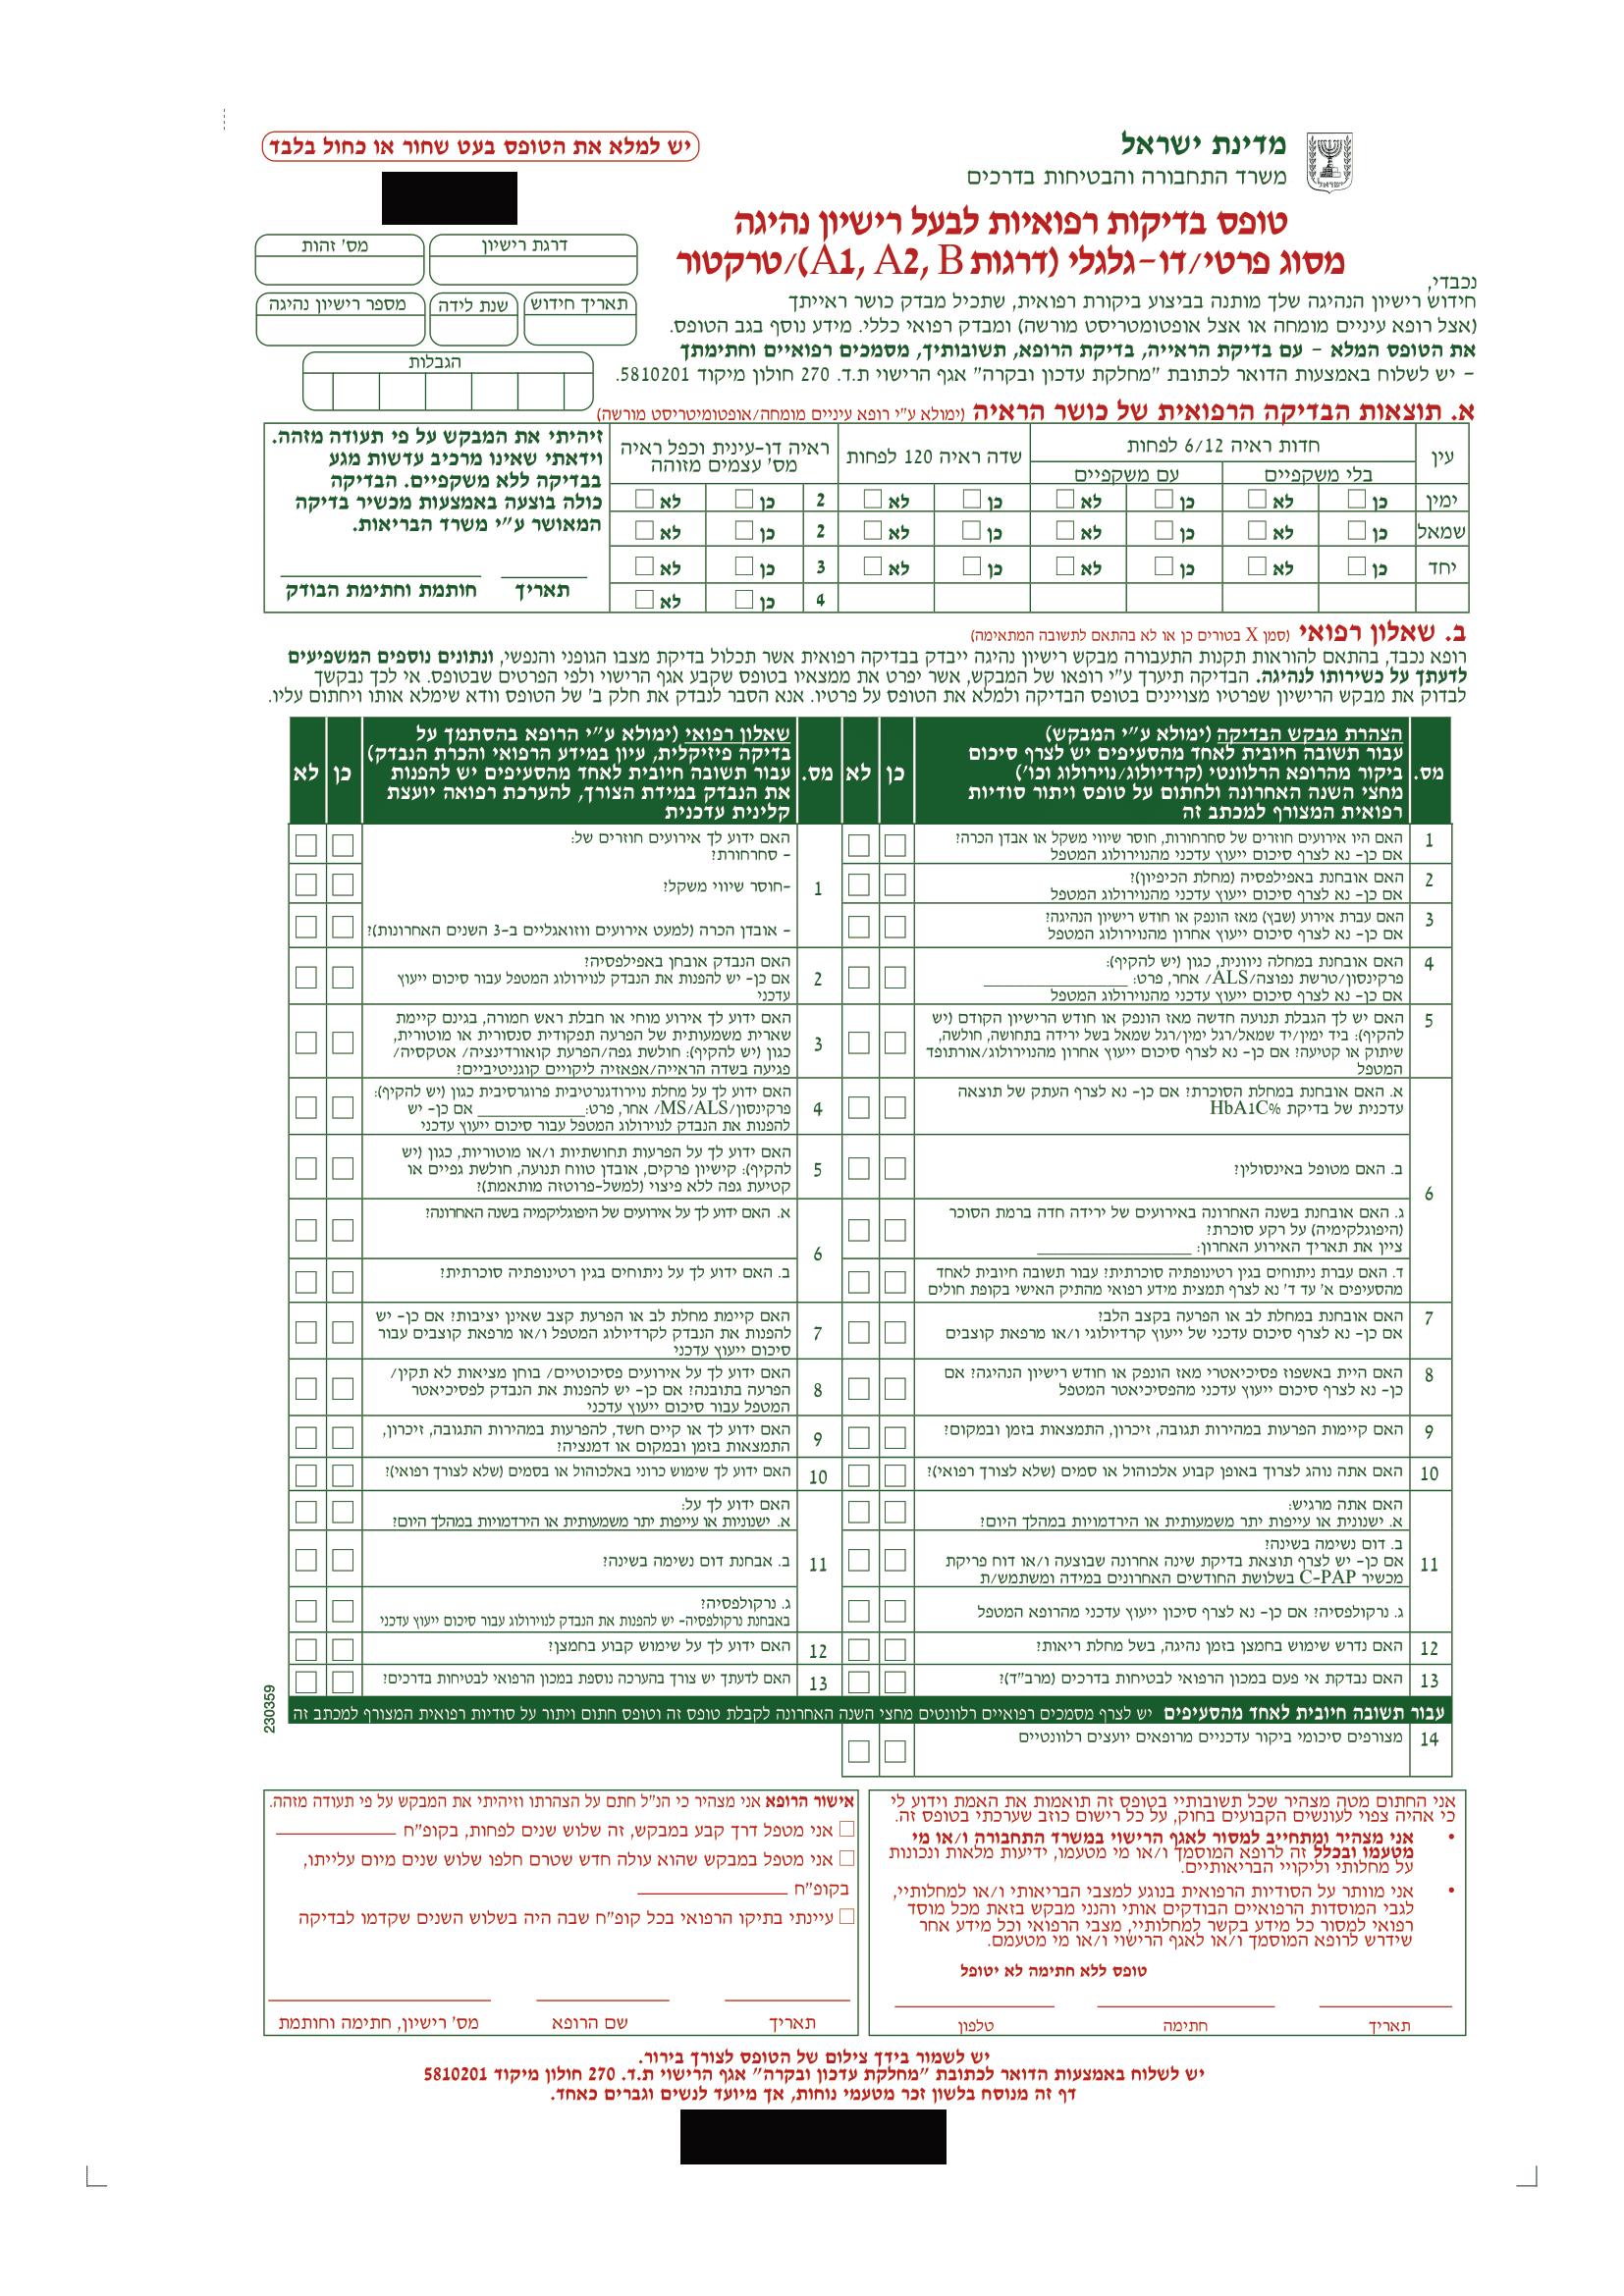 יש למלא את הטופס בעט שחור או כחול בלבד
מדינת ישראל
משרד התחבורה והבטיחות בדרכים
טופס בדיקות רפואיות לבעל רישיון נהיגה
מסוג פרטי/דו-גלגלי (דרגות A1, A2, B)/טרקטור
דרגת רישיון
מס' זהות
תאריך חידוש
שנת לידה
מספר רישיון נהיגה
הגבלות
נכבדי,
חידוש רישיון הנהיגה שלך מותנה בביצוע ביקורת רפואית, שתכיל מבדק כושר ראייתך
(אצל רופא עיניים מומחה או אצל אופטומטריסט מורשה) ומבדק רפואי כללי. מידע נוסף בגב הטופס.
את הטופס המלא - עם בדיקת הראייה, בדיקת הרופא, תשובותיך, מסמכים רפואיים וחתימתך
- יש לשלוח באמצעות הדואר לכתובת "מחלקת עדכון ובקרה" אגף הרישוי ת.ד. 270 חולון מיקוד 5810201.
א. תוצאות הבדיקה הרפואית של כושר הראיה (ימולא ע"י רופא עיניים מומחה/אופטומיטריסט מורשה)
עין
חדות ראיה 6/12 לפחות
שדה ראיה 120 לפחות
ראיה דו-עינית וכפל ראיה
מס' עצמים מזוהה
בלי משקפיים
עם משקפיים
ימין כן לא כן לא כן לא 2 כן לא
שמאל כן לא כן לא כן לא 2 כן לא
יחד כן לא כן לא כן לא 3 כן לא
4 כן לא
זיהיתי את המבקש על פי תעודה מזהה.
וידאתי שאינו מרכיב עדשות מגע
בבדיקה ללא משקפיים. הבדיקה
כולה בוצעה באמצעות מכשיר בדיקה
המאושר ע"י משרד הבריאות.
תאריך
חותמת וחתימת הבודק
ב. שאלון רפואי (סמן X בטורים כן או לא בהתאם לתשובה המתאימה)
רופא נכבד, בהתאם להוראות תקנות התעבורה מבקש רישיון נהיגה ייבדק בבדיקה רפואית אשר תכלול בדיקת מצבו הגופני והנפשי, ונתונים נוספים המשפיעים
לדעתך על כשירותו לנהיגה. הבדיקה תיערך ע"י רופאו של המבקש, אשר יפרט את ממצאיו בטופס שקבע אגף הרישוי ולפי הפרטים שבטופס. אי לכך נבקשך
לבדוק את מבקש הרישיון שפרטיו מצויינים בטופס הבדיקה ולמלא את הטופס על פרטיו. אנא הסבר לנבדק את חלק ב' של הטופס וודא שימלא אותו ויחתום עליו.
מס.
הצהרת מבקש הבדיקה (ימולא ע"י המבקש)
עבור תשובה חיובית לאחד מהסעיפים יש לצרף סיכום
ביקור מהרופא הרלוונטי (קרדיולוג/נוירולוג וכו')
מחצי השנה האחרונה ולחתום על טופס ויתור סודיות
רפואית המצורף למכתב זה
כן
לא
מס.
שאלון רפואי (ימולא ע"י הרופא בהסתמך על
בדיקה פיזיקלית, עיון במידע הרפואי והכרת הנבדק)
עבור תשובה חיובית לאחד מהסעיפים יש להפנות
את הנבדק במידת הצורך, להערכת רפואה יועצת
קלינית עדכנית
כן
לא
1
האם היו אירועים חוזרים של סחרחורות, חוסר שיווי משקל או אבדן הכרה?
אם כן- נא לצרף סיכום ייעוץ עדכני מהנוירולוג המטפל
2
האם אובחנת באפילפסיה (מחלת הכיפיון)?
אם כן- נא לצרף סיכום ייעוץ עדכני מהנוירולוג המטפל
3
האם עברת אירוע (שבץ) מאז הונפק או חודש רישיון הנהיגה?
אם כן- נא לצרף סיכום ייעוץ אחרון מהנוירולוג המטפל
4
האם אובחנת במחלה ניוונית, כגון (יש להקיף):
פרקינסון/טרשת נפוצה/ALS/ אחר, פרט: ________
אם כן- נא לצרף סיכום ייעוץ עדכני מהנוירולוג המטפל
5
האם יש לך הגבלת תנועה חדשה מאז הונפק או חודש הרישיון הקודם (יש
להקיף): ביד ימין/יד שמאל/רגל ימין/רגל שמאל בשל ירידה בתחושה, חולשה,
שיתוק או קטיעה? אם כן- נא לצרף סיכום ייעוץ אחרון מהנוירולוג/אורתופד
המטפל
6
א. האם אובחנת במחלת הסוכרת? אם כן- נא לצרף העתק של תוצאה
עדכנית של בדיקת HbA1C%
ב. האם מטופל באינסולין?
ג. האם אובחנת בשנה האחרונה באירועים של ירידה חדה ברמת הסוכר
(היפוגלקימיה) על רקע סוכרת?
ציין את תאריך האירוע האחרון: ________
ד. האם עברת ניתוחים בגין רטינופתיה סוכרתית? עבור תשובה חיובית לאחד
מהסעיפים א' עד ד' נא לצרף תמצית מידע רפואי מהתיק האישי בקופת חולים
7
האם אובחנת במחלת לב או הפרעה בקצב הלב?
אם כן- נא לצרף סיכום עדכני של ייעוץ קרדיולוגי ו/או מרפאת קוצבים
8
האם היית באשפוז פסיכיאטרי מאז הונפק או חודש רישיון הנהיגה? אם
כן- נא לצרף סיכום ייעוץ עדכני מהפסיכיאטר המטפל
9
האם קיימות הפרעות במהירות תגובה, זיכרון, התמצאות בזמן ובמקום?
10
האם אתה נוהג לצרוך באופן קבוע אלכוהול או סמים (שלא לצורך רפואי)?
11
האם אתה מרגיש:
א. ישנונית או עייפות יתר משמעותית או הירדמויות במהלך היום?
ב. דום נשימה בשינה?
אם כן- יש לצרף תוצאת בדיקת שינה אחרונה שבוצעה ו/או דוח פריקת
מכשיר C-PAP בשלושת החודשים האחרונים במידה ומשתמש/ת
ג. נרקולפסיה? אם כן- נא לצרף סיכון ייעוץ עדכני מהרופא המטפל
12
האם נדרש שימוש בחמצן בזמן נהיגה, בשל מחלת ריאות?
13
האם נבדקת אי פעם במכון הרפואי לבטיחות בדרכים (מרב"ד)?
1
האם ידוע לך אירועים חוזרים של:
- סחרחורת?
-חוסר שיווי משקל?
- אובדן הכרה (למעט אירועים ווזואגליים ב-3 השנים האחרונות)?
2
האם הנבדק אובחן באפילפסיה?
אם כן- יש להפנות את הנבדק לנוירולוג המטפל עבור סיכום ייעוץ
עדכני
3
האם ידוע לך אירוע מוחי או חבלת ראש חמורה, בגינם קיימת
שארית משמעותית של הפרעה תפקודית סנסורית או מוטורית,
כגון (יש להקיף): חולשת גפה/הפרעת קואורדינציה/ אטקסיה/
פגיעה בשדה הראייה/אפאזיה ליקויים קוגניטיביים?
4
האם ידוע לך על מחלת נוירודגנרטיבית פרוגרסיבית כגון (יש להקיף):
פרקינסון/MS/ALS/ אחר, פרט:________ אם כן- יש
להפנות את הנבדק לנוירולוג המטפל עבור סיכום ייעוץ עדכני
5
האם ידוע לך על הפרעות תחושתיות ו/או מוטוריות, כגון (יש
להקיף): קישיון פרקים, אובדן טווח תנועה, חולשת גפיים או
קטיעת גפה ללא פיצוי (למשל-פרוטזה מותאמת)?
6
א. האם ידוע לך על אירועים של היפוגליקמיה בשנה האחרונה?
ב. האם ידוע לך על ניתוחים בגין רטינופתיה סוכרתית?
7
האם קיימת מחלת לב או הפרעת קצב שאינן יציבות? אם כן- יש
להפנות את הנבדק לקרדיולוג המטפל ו/או מרפאת קוצבים עבור
סיכום ייעוץ עדכני
8
האם ידוע לך על אירועים פסיכוטיים/ בוחן מציאות לא תקין/
הפרעה בתובנה? אם כן- יש להפנות את הנבדק לפסיכיאטר
המטפל עבור סיכום ייעוץ עדכני
9
האם ידוע לך או קיים חשד, להפרעות במהירות התגובה, זיכרון,
התמצאות בזמן ובמקום או דמנציה?
10
האם ידוע לך שימוש כרוני באלכוהול או בסמים (שלא לצורך רפואי)?
11
האם ידוע לך על:
א. ישנוניות או עייפות יתר משמעותית או הירדמויות במהלך היום?
ב. אבחנת דום נשימה בשינה?
ג. נרקולפסיה?
באבחנת נרקולפסיה- יש להפנות את הנבדק לנוירולוג עבור סיכום ייעוץ עדכני
12
האם ידוע לך על שימוש קבוע בחמצן?
13
האם לדעתך יש צורך בהערכה נוספת במכון הרפואי לבטיחות בדרכים?
230359
עבור תשובה חיובית לאחד מהסעיפים יש לצרף מסמכים רפואיים רלוונטים מחצי השנה האחרונה לקבלת טופס זה וטופס חתום ויתור על סודיות רפואית המצורף למכתב זה
14
מצורפים סיכומי ביקור עדכניים מרופאים יועצים רלוונטיים
אני החתום מטה מצהיר שכל תשובותיי בטופס זה תואמות את האמת וידוע לי
כי אהיה צפוי לעונשים הקבועים בחוק, על כל רישום כוזב שערכתי בטופס זה.
• אני מצהיר ומתחייב למסור לאגף הרישוי במשרד התחבורה ו/או מי
מטעמו ובכלל זה לרופא המוסמך ו/או מי מטעמו, ידיעות מלאות ונכונות
על מחלותי וליקויי הבריאותיים.
• אני מוותר על הסודיות הרפואית בנוגע למצבי הבריאותי ו/או למחלותיי,
לגבי המוסדות הרפואיים הבודקים אותי והנני מבקש בזאת מכל מוסד
רפואי למסור כל מידע בקשר למחלותיי, מצבי הרפואי וכל מידע אחר
שידרש לרופא המוסמך ו/או לאגף הרישוי ו/או מי מטעמם.
טופס ללא חתימה לא יטופל
תאריך
חתימה
טלפון
אישור הרופא אני מצהיר כי הנ"ל חתם על הצהרתו וזיהיתי את המבקש על פי תעודה מזהה.
אני מטפל דרך קבע במבקש, זה שלוש שנים לפחות, בקופ"ח ________
אני מטפל במבקש שהוא עולה חדש שטרם חלפו שלוש שנים מיום עלייתו,
בקופ"ח ________
עיינתי בתיקו הרפואי בכל קופ"ח שבה היה בשלוש השנים שקדמו לבדיקה
תאריך
שם הרופא
מס' רישיון, חתימה וחותמת
יש לשמור בידך צילום של הטופס לצורך בירור.
יש לשלוח באמצעות הדואר לכתובת "מחלקת עדכון ובקרה" אגף הרישוי ת.ד. 270 חולון מיקוד 5810201
דף זה מנוסח בלשון זכר מטעמי נוחות, אך מיועד לנשים וגברים כאחד.